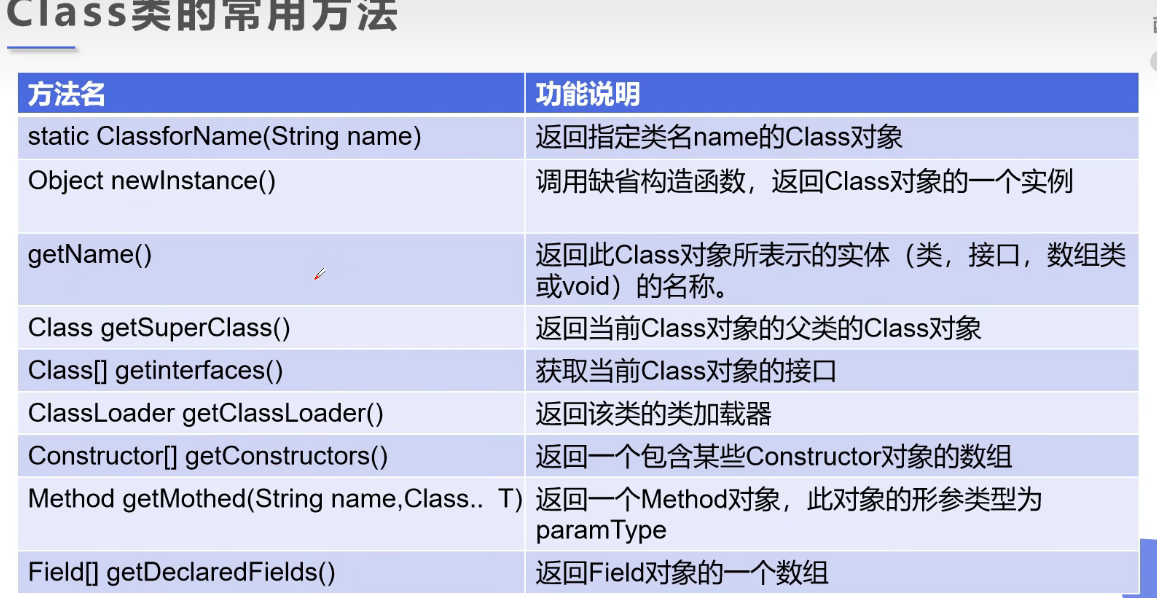 Class类的常用方法
方法名
功能说明
static ClassforName(String name)
返回指定类名name的Class对象
Object newInstance()
调用缺省构造函数，返回Class对象的一个实例
getName()
返回此Class对象所表示的实体（类，接口，数组类
或void）的名称。
Class getSuperClass()
返回当前Class对象的父类的Class对象
Class[] getinterfaces()
获取当前Class对象的接口
ClassLoader getClassLoader()
返回该类的类加载器
Constructor[] getConstructors()
返回一个包含某些Constructor对象的数组
Method getMothed(String name,Class.. T)
返回一个Method对象，此对象的形参类型为
paramType
Field[] getDeclaredFields()
返回Field对象的一个数组